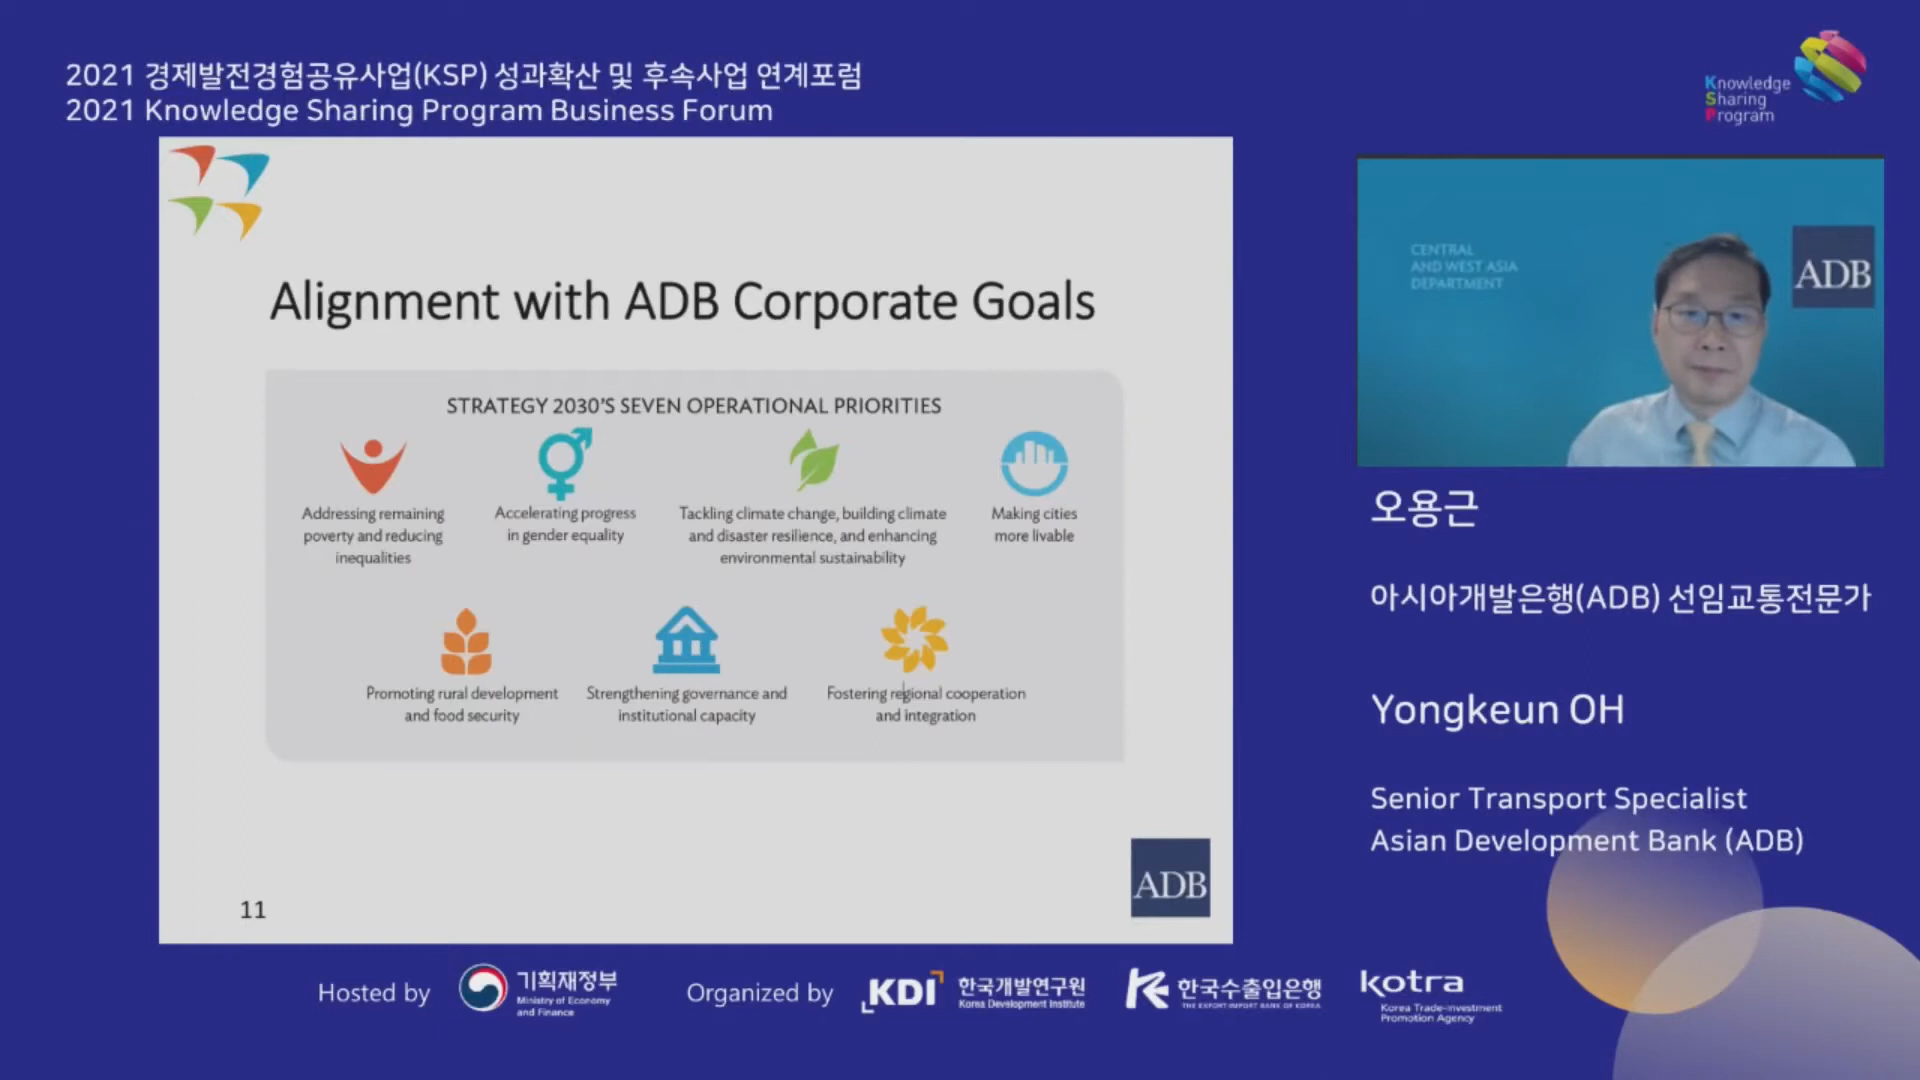 2021 경제발전경험공유사업(KSP) 성과확산 및 후속사업 연계포럼
2021 Knowledge Sharing Program Business Forum
Knowledge
Sharing
Program
Alignment with ADB Corporate Goals
STRATEGY 2030'S SEVEN OPERATIONAL PRIORITIES
Addressing remaining
poverty and reducing
inequalities
Accelerating progress
in gender equality
Tackling climate change, building climate
and disaster resilience, and enhancing
environmental sustainability
Making cities
more livable
Promoting rural development
and food security
Strengthening governance and
institutional capacity
Fostering regional cooperation
and integration
11
ADB
CENTRAL
AND WEST ASIA
DEPARTMENT
ADB
오용근
아시아개발은행(ADB) 선임교통전문가
Yongkeun OH
Senior Transport Specialist
Asian Development Bank (ADB)
Hosted by
기획재정부
Ministry of Economy
and Finance
Organized by
KDI
한국개발연구원
Korea Development Institute
한국수출입은행
THE EXPORT-IMPORT BANK OF KOREA
kotra
Korea Trade-Investment
Promotion Agency